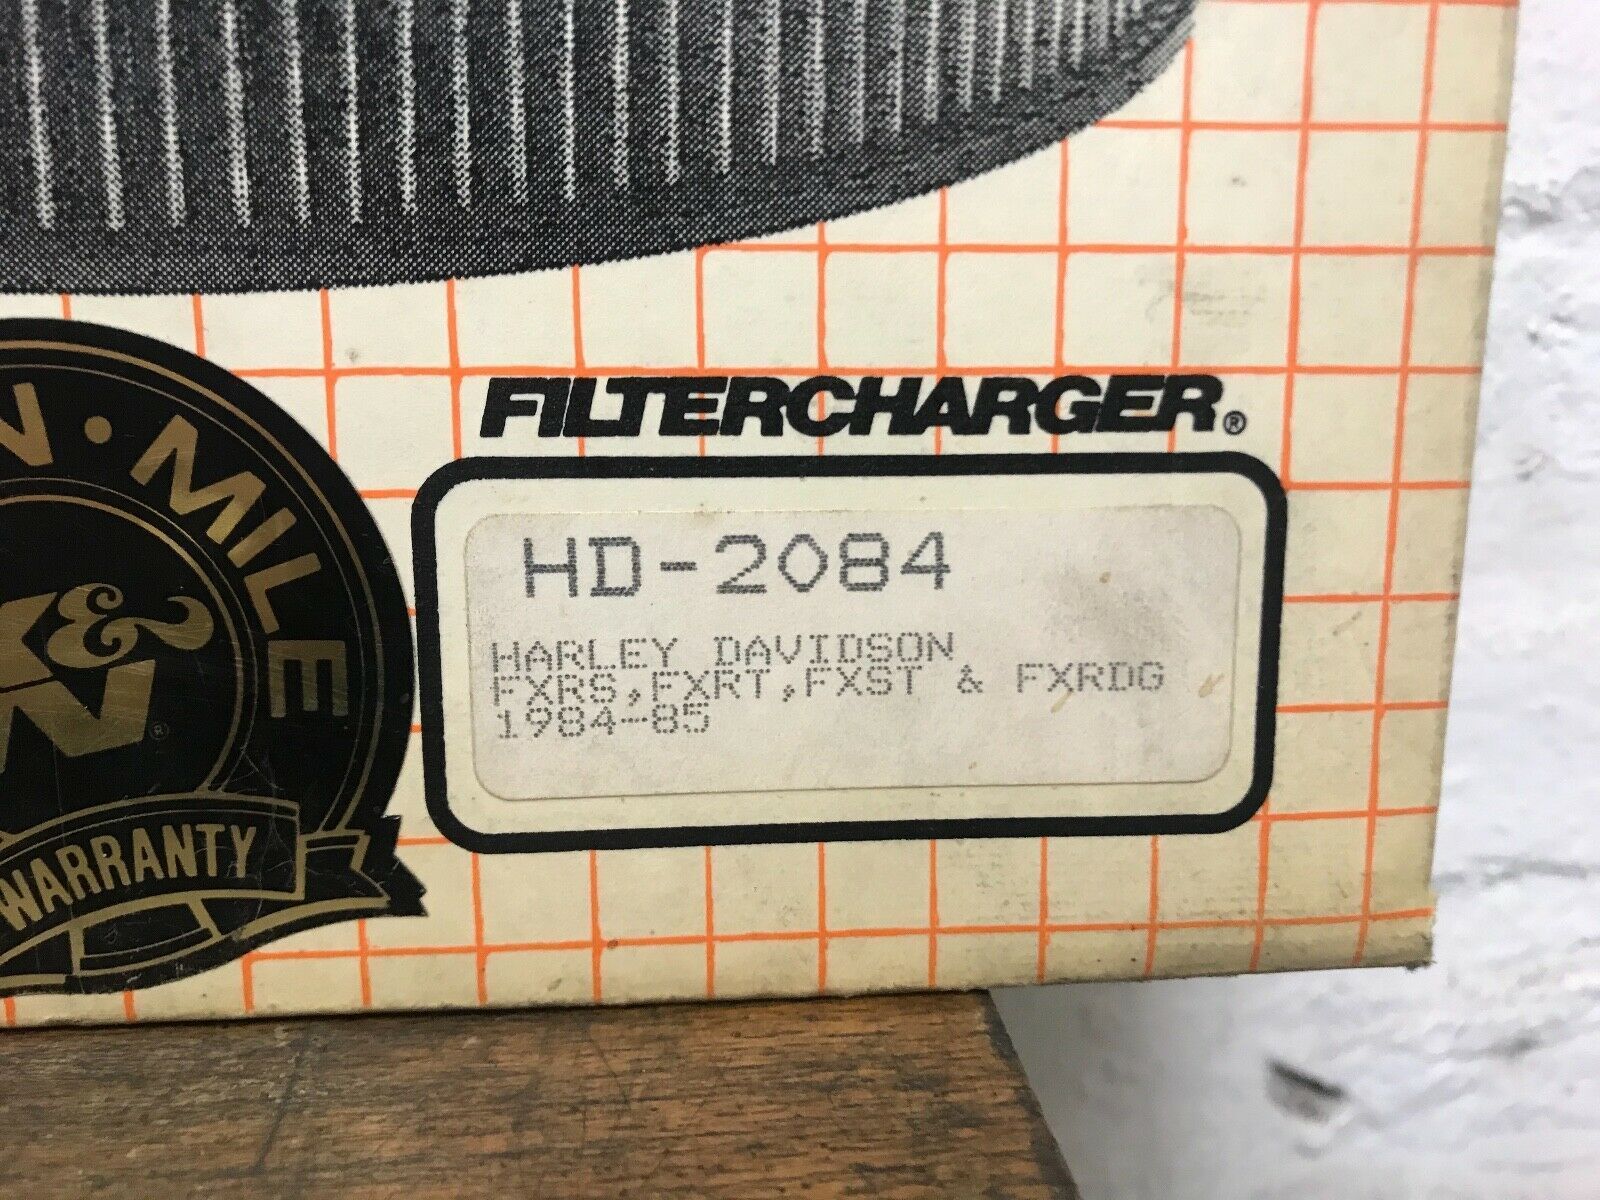 FILTERCHARGER®
HD-2084
HARLEY DAVIDSON
FXRS,FXRT,FXST & FXRDG
1984-85
N · MILE
K&N®
WARRANTY